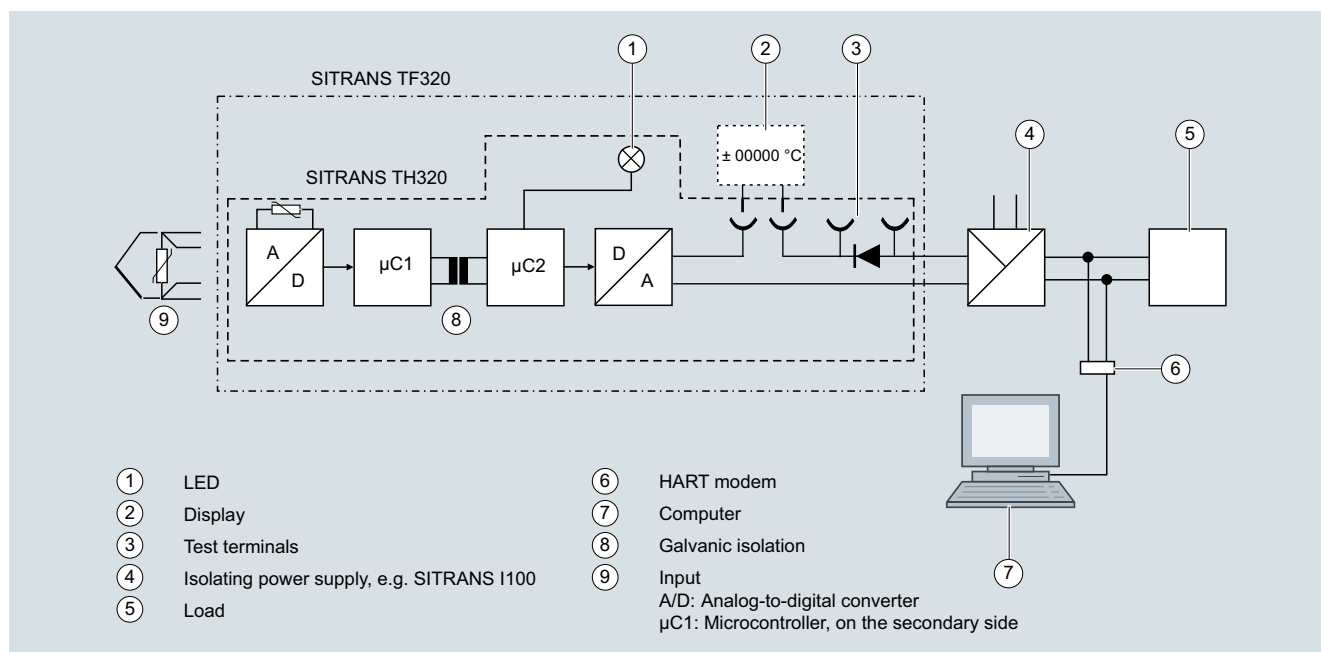 1
2
3
SITRANS TF320
4
5
± 00000 °C
SITRANS TH320
A
D
µC1
µC2
D
A
9
8
6
1 LED
2 Display
3 Test terminals
4 Isolating power supply, e.g. SITRANS I100
5 Load
6 HART modem
7 Computer
8 Galvanic isolation
9 Input
A/D: Analog-to-digital converter
µC1: Microcontroller, on the secondary side
7